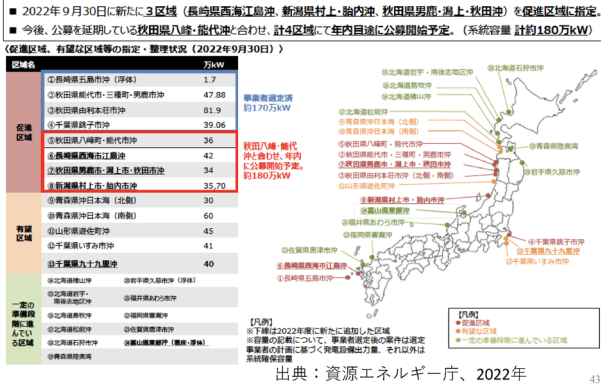 ■ 2022年9月30日に新たに3区域(長崎県西海江島沖、新潟県村上・胎内沖、秋田県男鹿・潟上・秋田沖)を促進区域に指定。
■ 今後、公募を延期している秋田県八峰・能代沖と合わせ、計4区域にて年内目途に公募開始予定。(系統容量 計約180万kW)
〈促進区域、有望な区域等の指定・整理状況(2022年9月30日)〉
区域名 万kW
促進区域
①長崎県五島市沖(浮体) 1.7
②秋田県能代市・三種町・男鹿市沖 47.88
③秋田県由利本荘市沖 81.9
④千葉県銚子市沖 39.06
⑤秋田県八峰町・能代市沖 36
⑥長崎県西海市江島沖 42
⑦秋田県男鹿市・潟上市・秋田市沖 34
⑧新潟県村上市・胎内市沖 35,70
有望区域
⑨青森県沖日本海(北側) 30
⑩青森県沖日本海(南側) 60
⑪山形県遊佐町沖 45
⑫千葉県いすみ市沖 41
⑬千葉県九十九里沖 40
一定の準備段階に進んでいる区域
⑭北海道檜山沖
⑮北海道岩宇・南後志地区沖
⑯北海道島牧沖
⑰北海道松前沖
⑱北海道石狩市沖
⑲青森県陸奥湾
⑳岩手県久慈市沖(浮体)
㉑福井県あわら市沖
㉒福岡県響灘沖
㉓佐賀県唐津市沖
㉔富山県東部沖(着床・浮体)
事業者選定済
約170万kW
秋田八峰・能代
沖と合わせ、年内
に公募開始予定。
約180万kW
⑮北海道岩宇・南後志地区沖
⑯北海道島牧沖
⑭北海道檜山沖
⑱北海道石狩市沖
⑰北海道松前沖
⑨青森県沖日本海(北側)
⑩青森県沖日本海(南側)
⑤秋田県八峰町・能代市沖
②秋田県能代市・三種町・男鹿市沖
⑦秋田県男鹿市・潟上市・秋田市沖
③秋田県由利本荘市沖(北側・南側)
⑪山形県遊佐町沖
⑲青森県陸奥湾
⑳岩手県久慈市沖
⑧新潟県村上市・胎内市沖
㉔富山県東部沖
㉑福井県あわら市沖
㉒福岡県響灘沖
㉓佐賀県唐津市沖
⑥長崎県西海市江島沖
①長崎県五島市沖
④千葉県銚子市沖
⑬千葉県九十九里沖
⑫千葉県いすみ市沖
【凡例】
※下線は2022年度に新たに追加した区域
※容量の記載について、事業者選定後の案件は選定
事業者の計画に基づく発電設備出力量、それ以外は
系統確保容量
【凡例】
●促進区域
●有望な区域
●一定の準備段階に進んでいる区域
出典:資源エネルギー庁、2022年
43